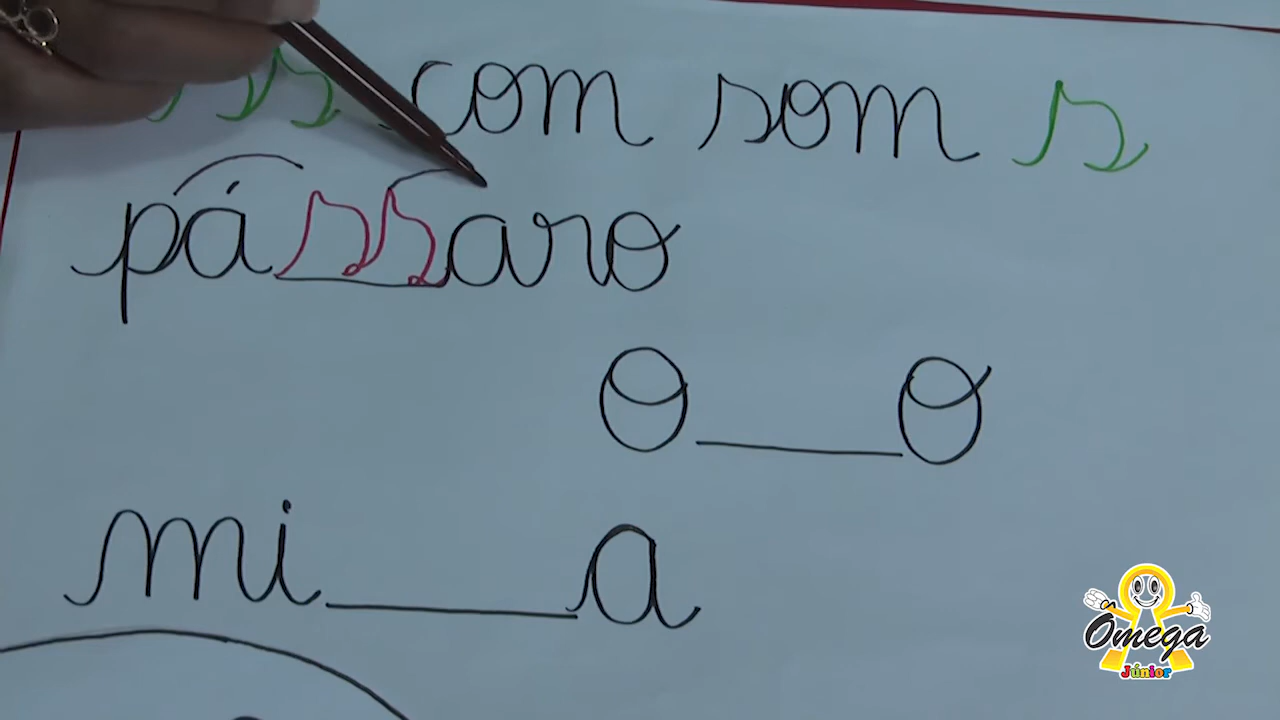 ss com som s
pássaro
o___o
mi___a
Ômega
Júnior